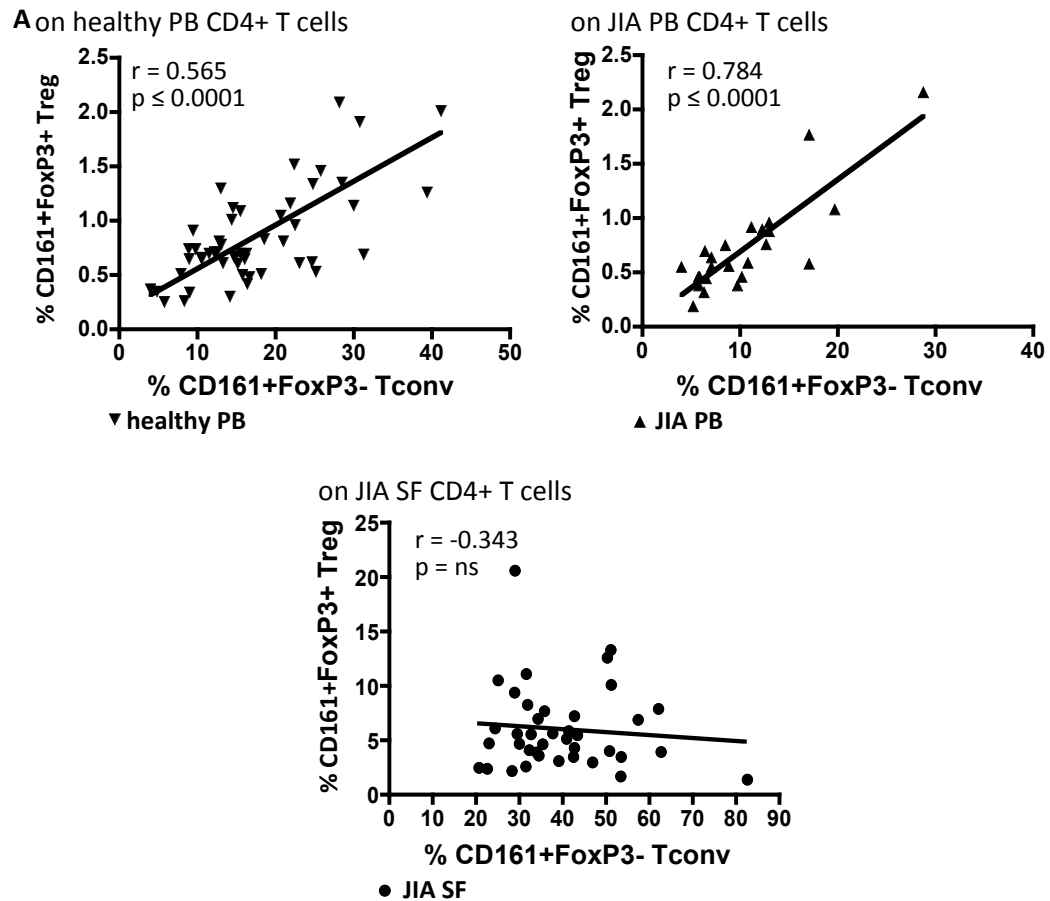 A on healthy PB CD4+ T cells
r = 0.565
p ≤ 0.0001
% CD161+FoxP3+ Treg
2.5
2.0
1.5
1.0
0.5
0.0
0 10 20 30 40 50
% CD161+FoxP3- Tconv
▼ healthy PB
on JIA PB CD4+ T cells
r = 0.784
p ≤ 0.0001
% CD161+FoxP3+ Treg
2.5
2.0
1.5
1.0
0.5
0.0
0 10 20 30 40
% CD161+FoxP3- Tconv
▲ JIA PB
on JIA SF CD4+ T cells
r = -0.343
p = ns
% CD161+FoxP3+ Treg
25
20
15
10
5
0
0 10 20 30 40 50 60 70 80 90
% CD161+FoxP3- Tconv
● JIA SF